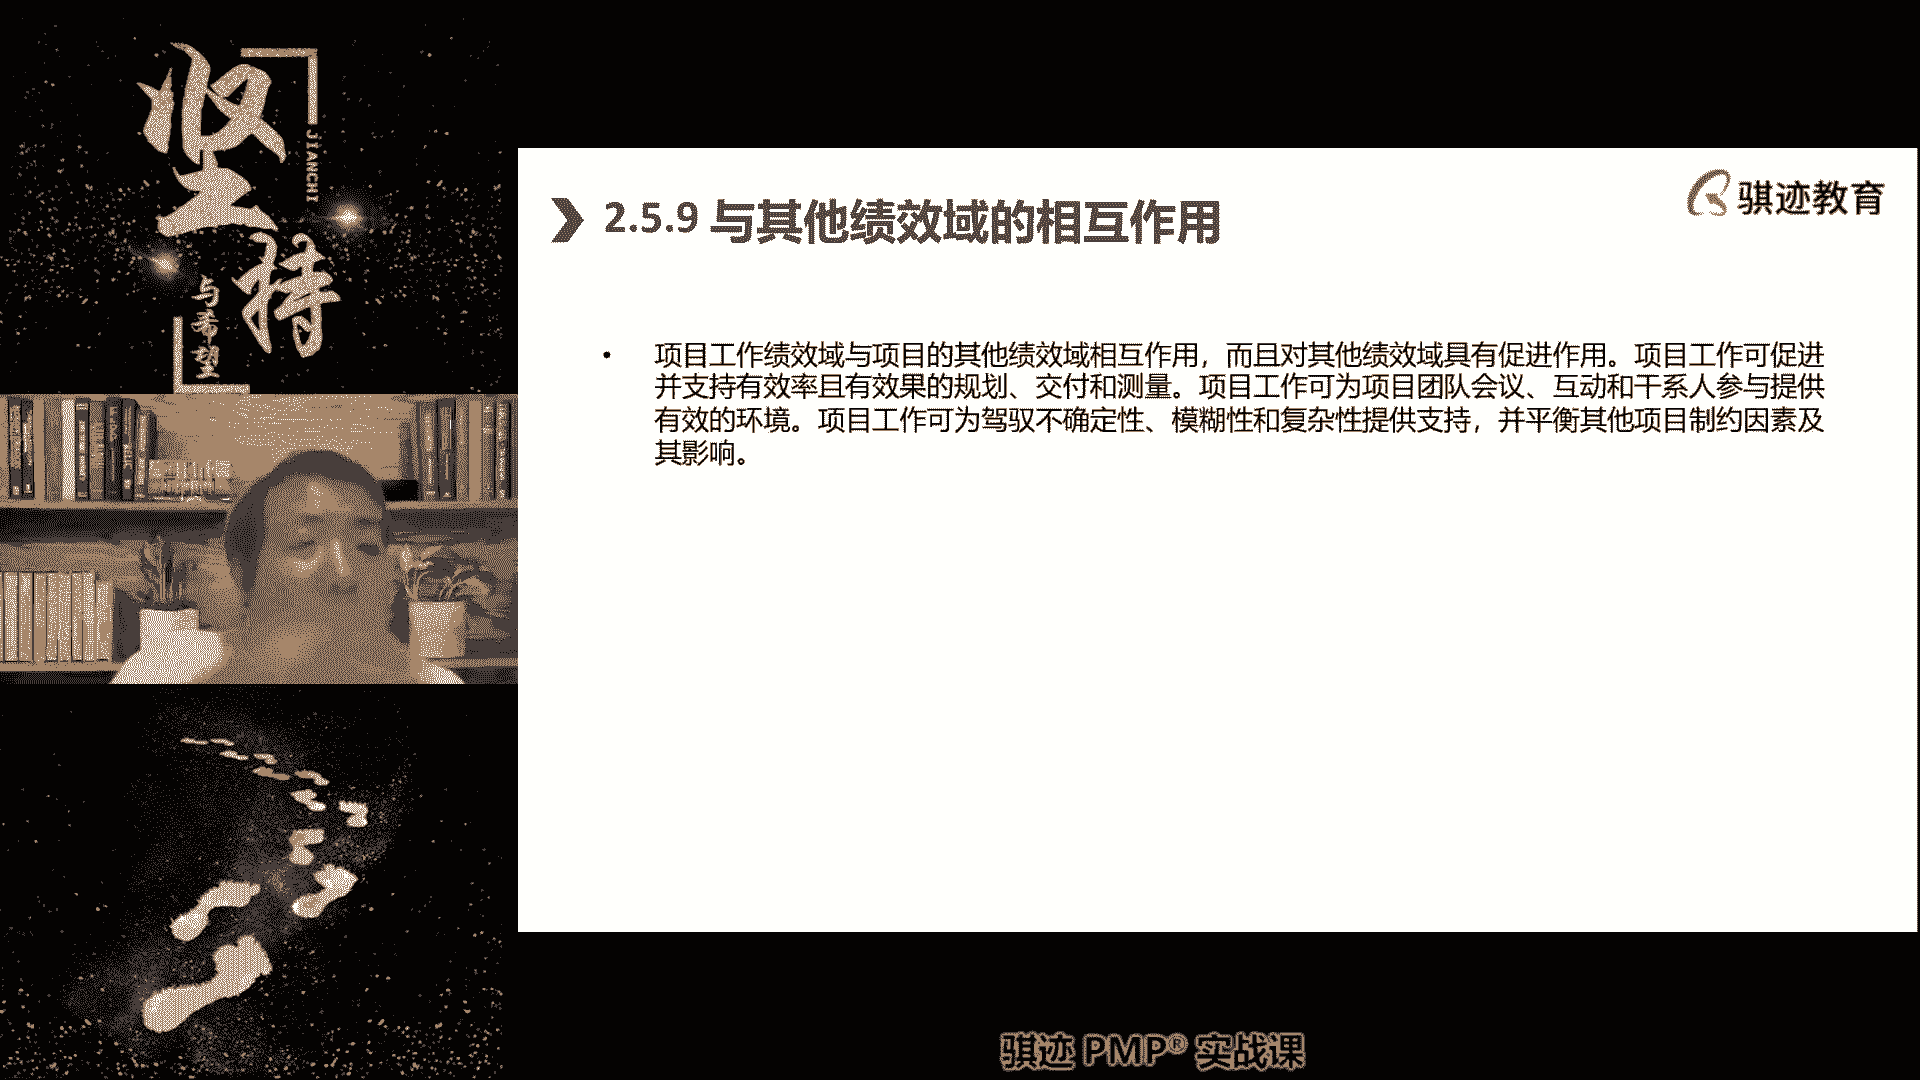 坚持
JIANCHI
与希望
骐迹教育
2.5.9 与其他绩效域的相互作用
• 项目工作绩效域与项目的其他绩效域相互作用，而且对其他绩效域具有促进作用。项目工作可促进
并支持有效率且有效果的规划、交付和测量。项目工作可为项目团队会议、互动和干系人参与提供
有效的环境。项目工作可为驾驭不确定性、模糊性和复杂性提供支持，并平衡其他项目制约因素及
其影响。
骐迹 PMP® 实战课